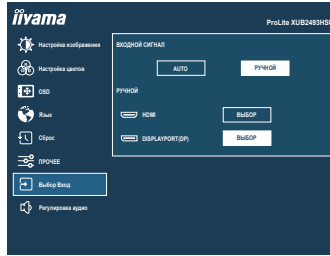 iiyama
ProLite XUB2493HS
Настройка изображения
ВХОДНОЙ СИГНАЛ
Настройка цветов
AUTO
РУЧНОЙ
OSD
РУЧНОЙ
Язык
HDMI
ВЫБОР
Сброс
DISPLAYPORT(DP)
ВЫБОР
ПРОЧЕЕ
Выбор Вход
Регулировка аудио